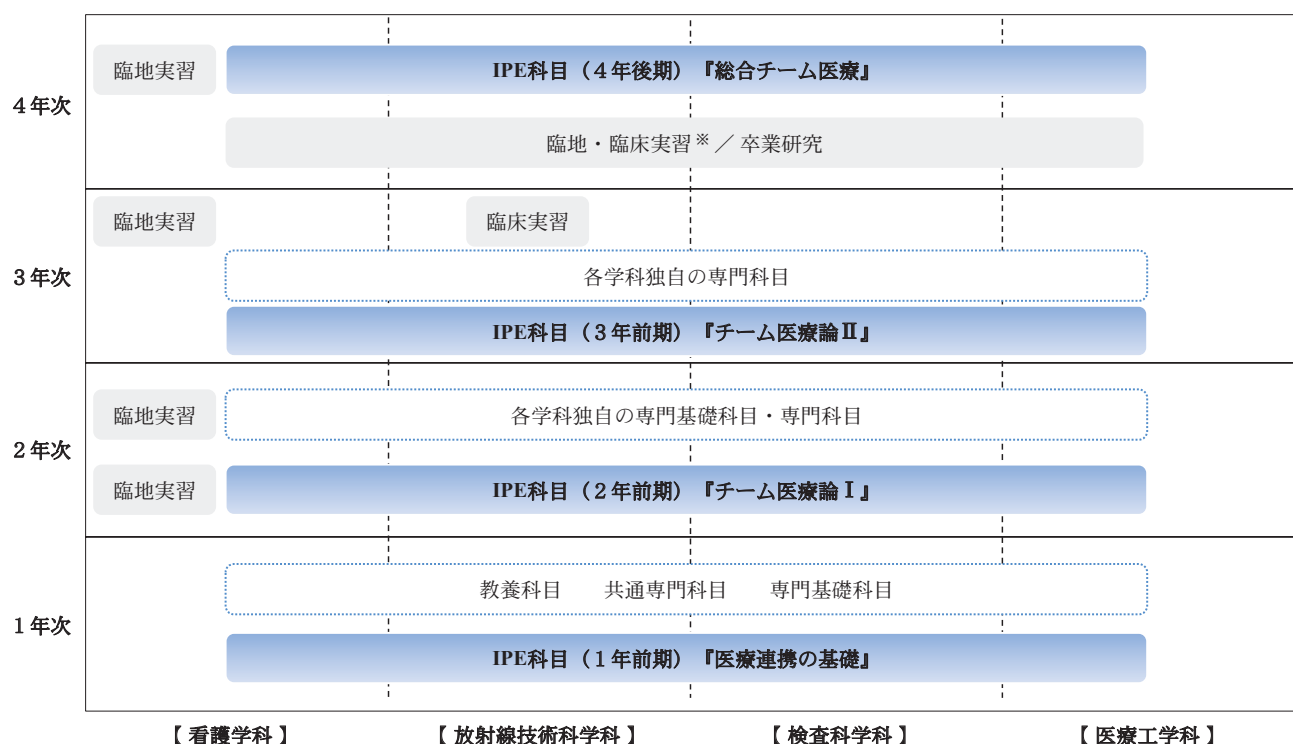 4年次
臨地実習
IPE科目（4年後期）『総合チーム医療』
臨地・臨床実習※／卒業研究
3年次
臨地実習
臨床実習
各学科独自の専門科目
IPE科目（3年前期）『チーム医療論Ⅱ』
2年次
臨地実習
各学科独自の専門基礎科目・専門科目
臨地実習
IPE科目（2年前期）『チーム医療論Ⅰ』
1年次
教養科目　共通専門科目　専門基礎科目
IPE科目（1年前期）『医療連携の基礎』
【 看護学科 】　【 放射線技術科学科 】　【 検査科学科 】　【 医療工学科 】